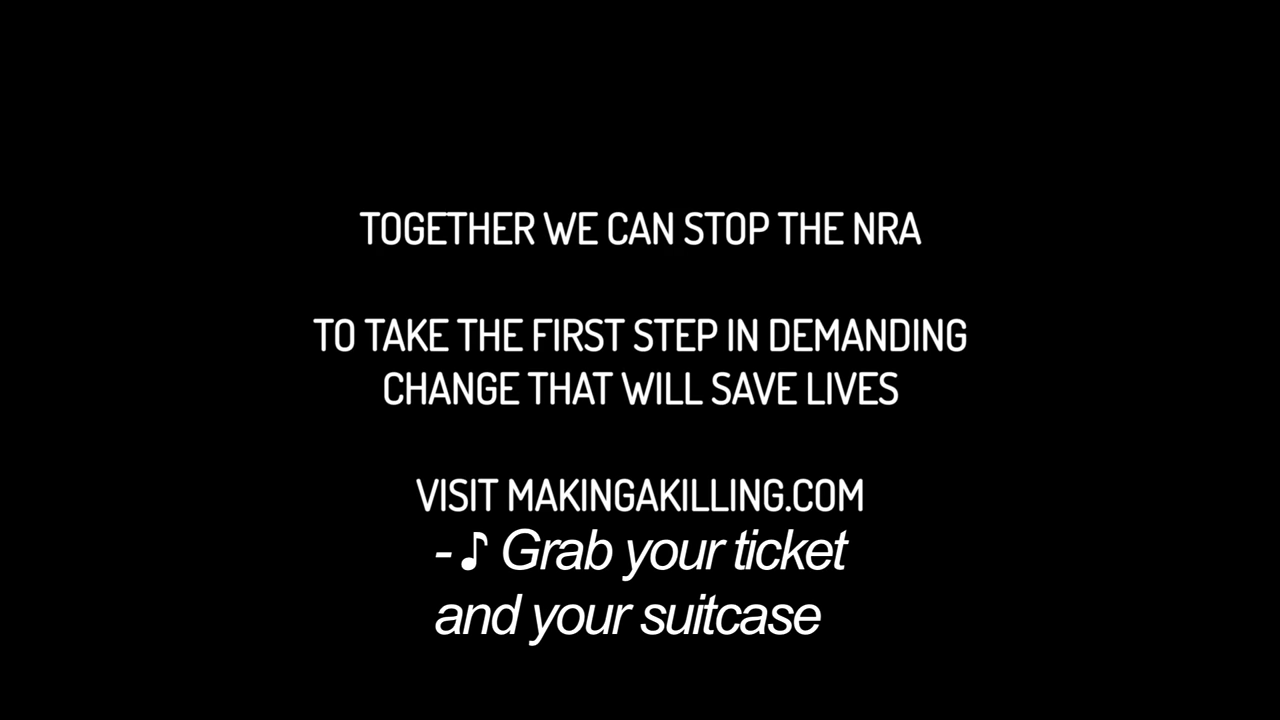 TOGETHER WE CAN STOP THE NRA
TO TAKE THE FIRST STEP IN DEMANDING
CHANGE THAT WILL SAVE LIVES
VISIT MAKINGAKILLING.COM
- ♪ Grab your ticket
and your suitcase